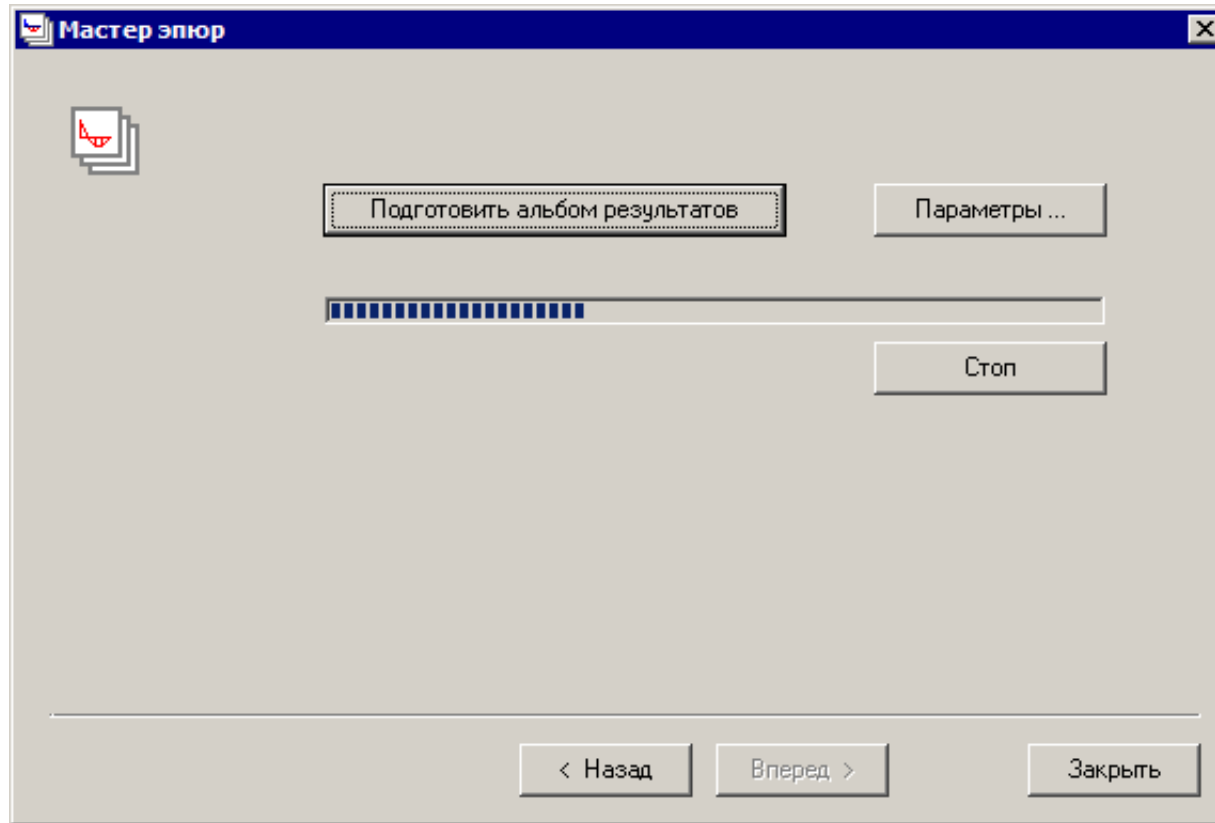 Мастер эпюр
Подготовить альбом результатов
Параметры ...
Стоп
< Назад
Вперед >
Закрыть